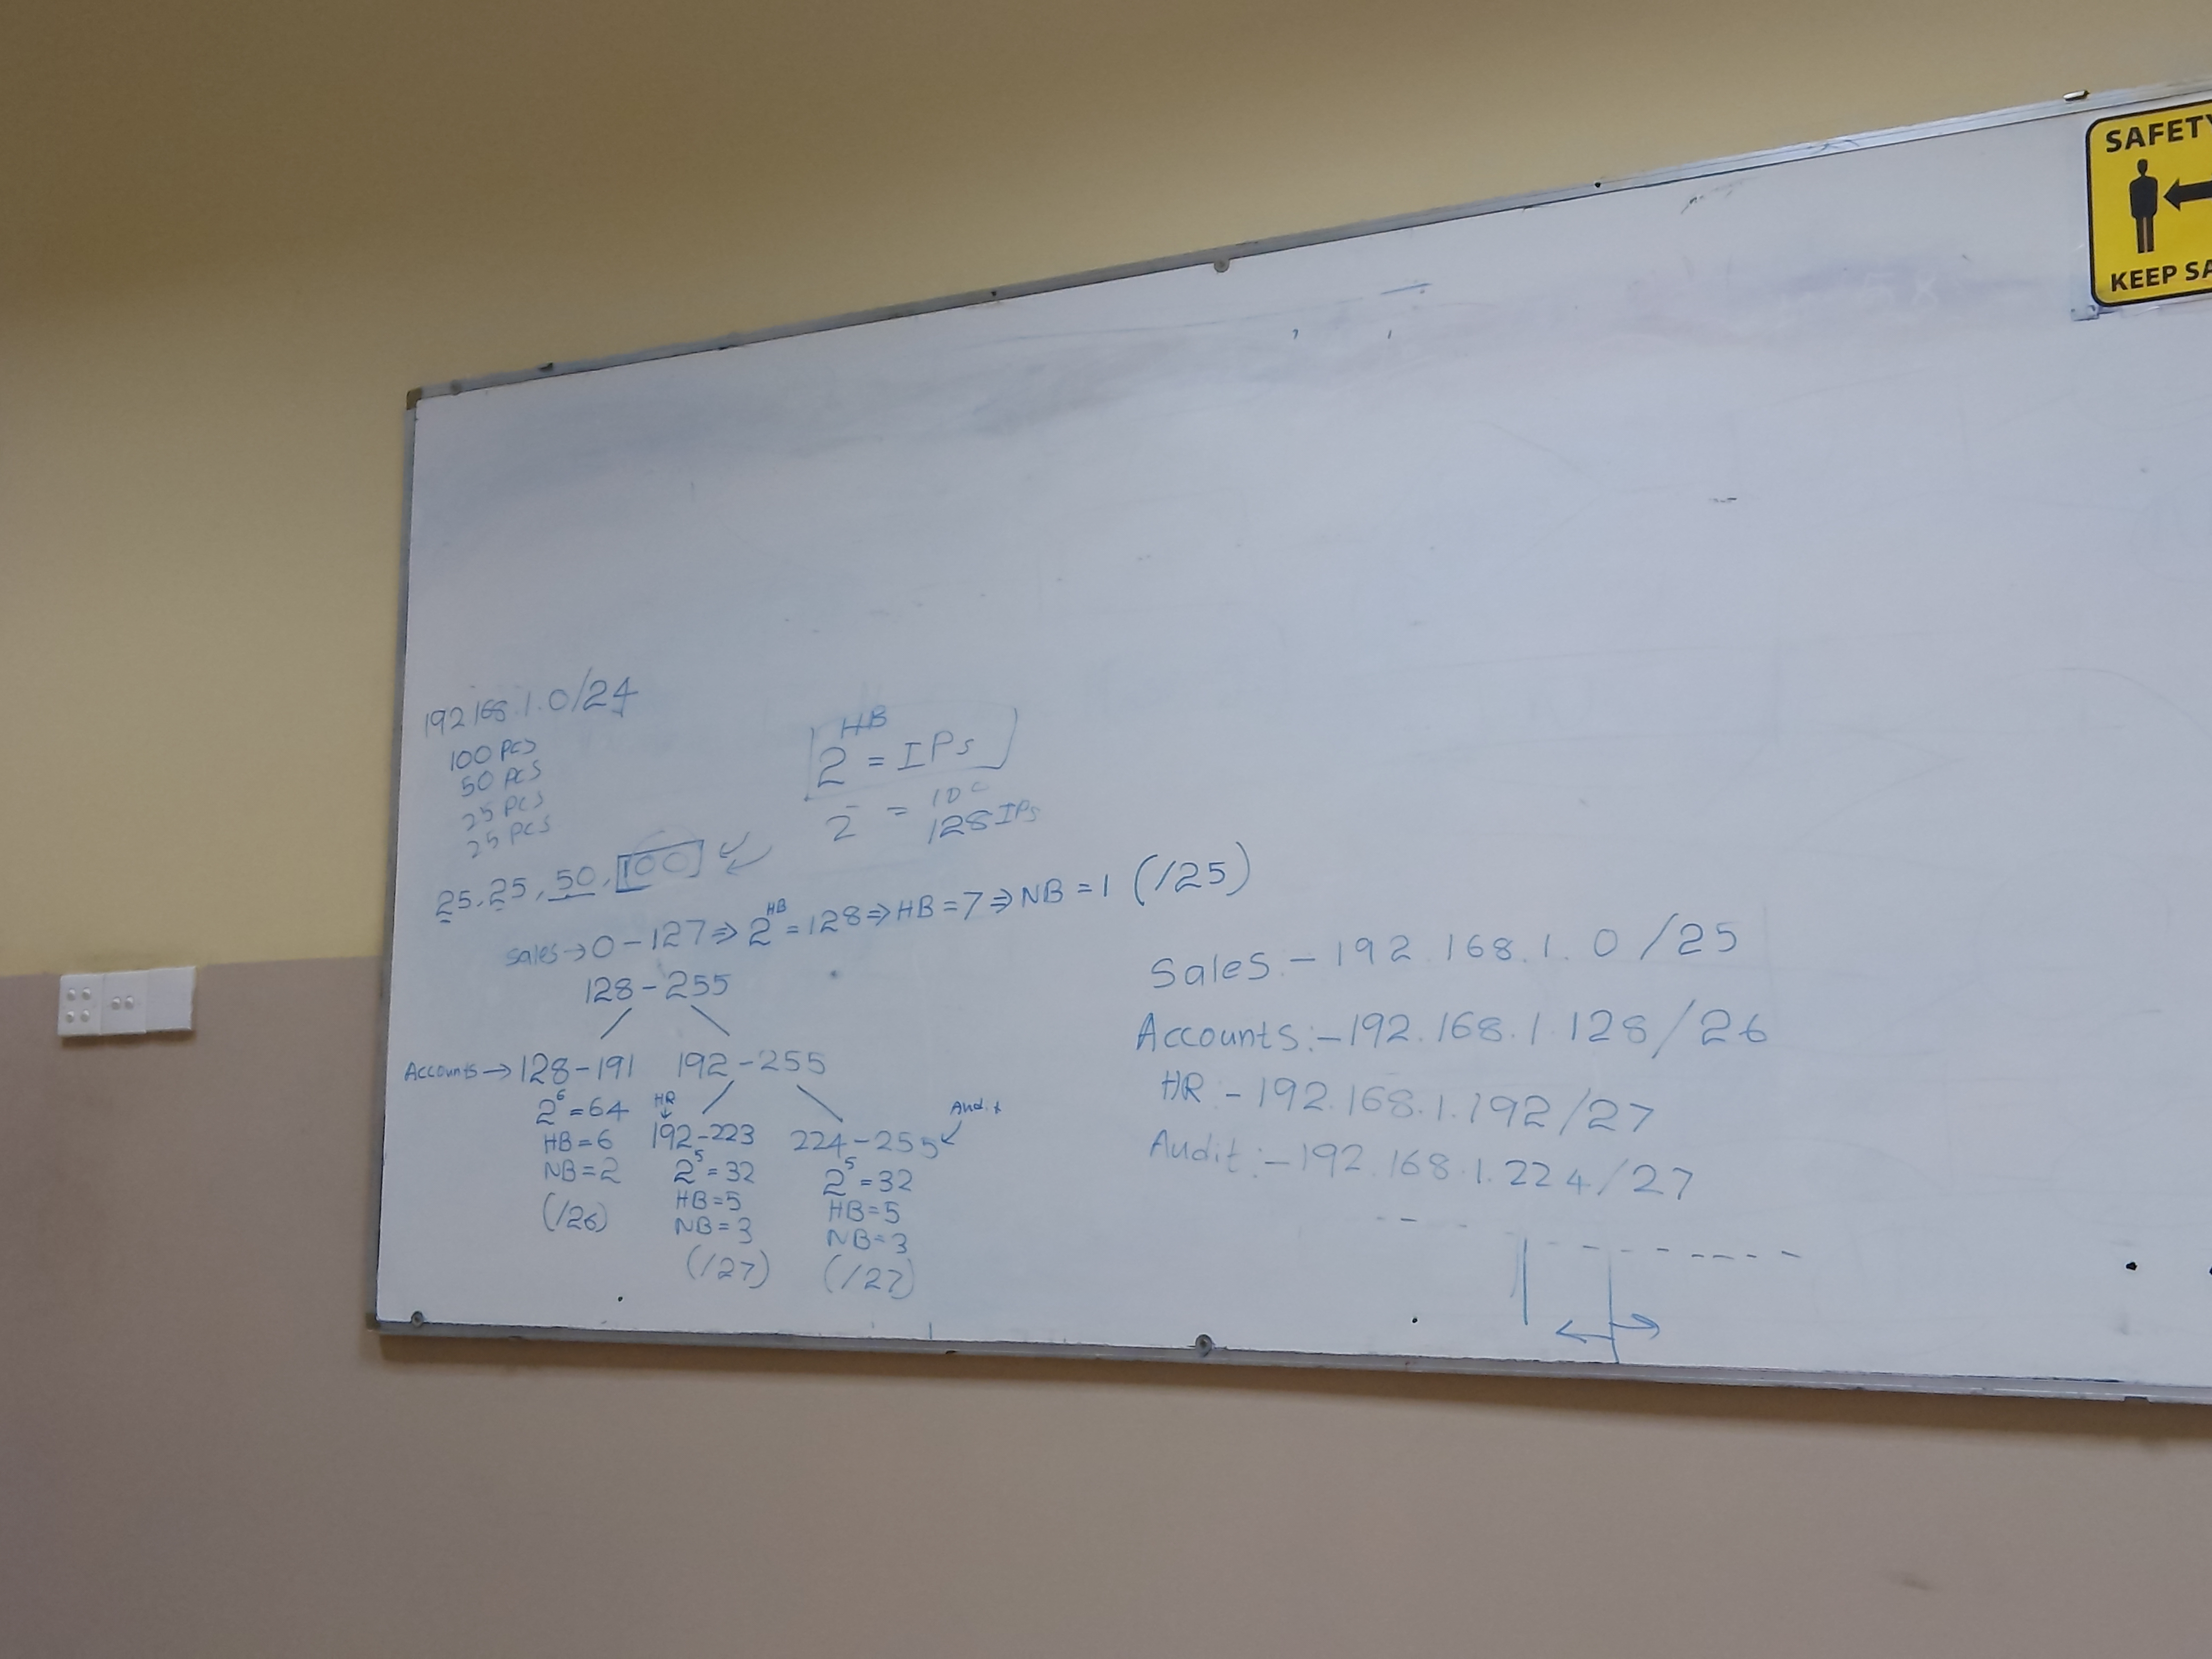 192.168.1.0/24
100 PCS
50 PCS
25 PCS
25 PCS
HB
2 = IPs
2 = 100
128 IPs
25, 25, 50, 100
Sales → 0 - 127 ⇒ 2^HB = 128 ⇒ HB = 7 ⇒ NB = 1 (/25)
128 - 255
Accounts → 128 - 191 192 - 255
2^6 = 64
HB = 6
NB = 2
(/26)
HR
192 - 223
2^5 = 32
HB = 5
NB = 3
(/27)
Audit
224 - 255
2^5 = 32
HB = 5
NB = 3
(/27)
Sales :- 192.168.1.0/25
Accounts :- 192.168.1.128/26
HR :- 192.168.1.192/27
Audit :- 192.168.1.224/27
SAFETY
KEEP